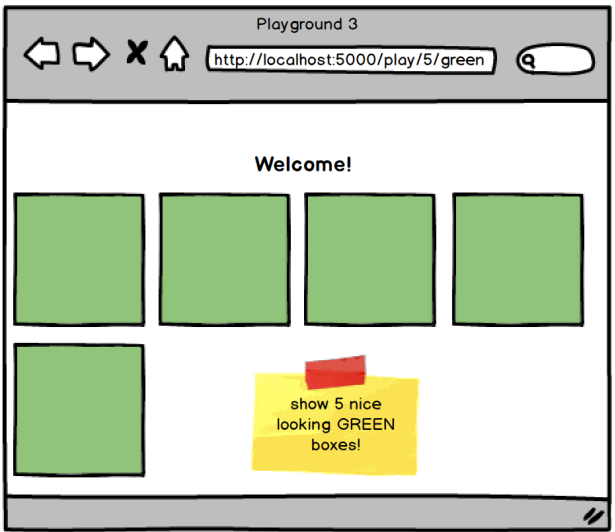 Playground 3
http://localhost:5000/play/5/green
Welcome!
show 5 nice
looking GREEN
boxes!